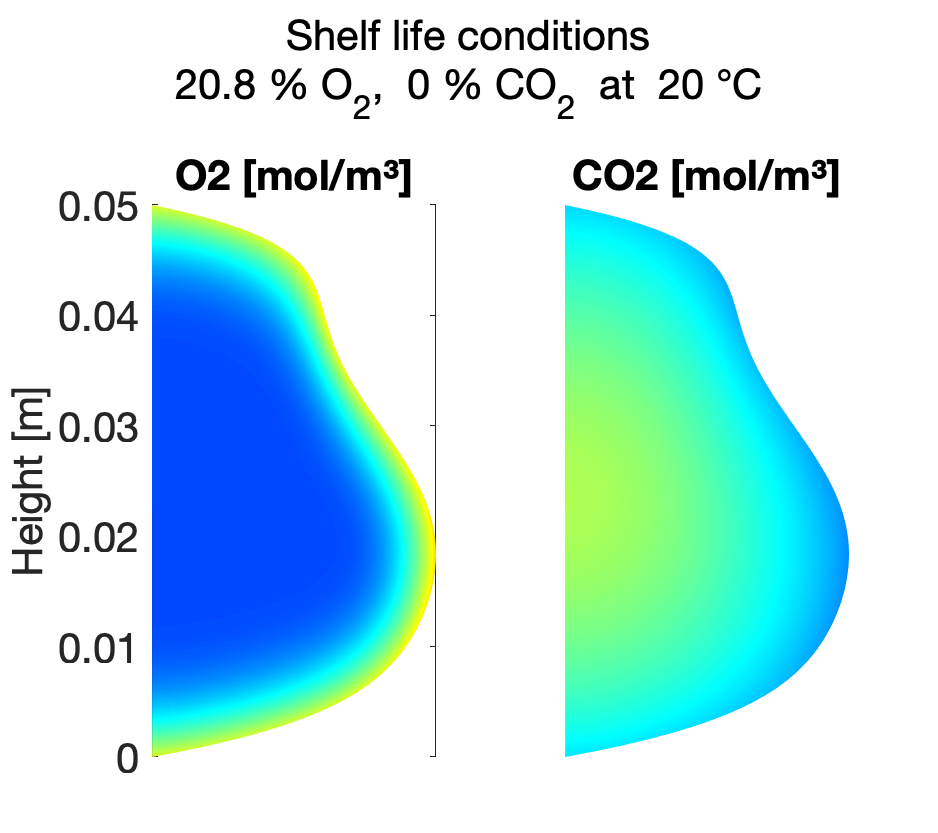 Shelf life conditions
20.8 % O₂, 0 % CO₂ at 20 °C
O2 [mol/m³]
CO2 [mol/m³]
0.05
0.04
0.03
0.02
0.01
0
Height [m]